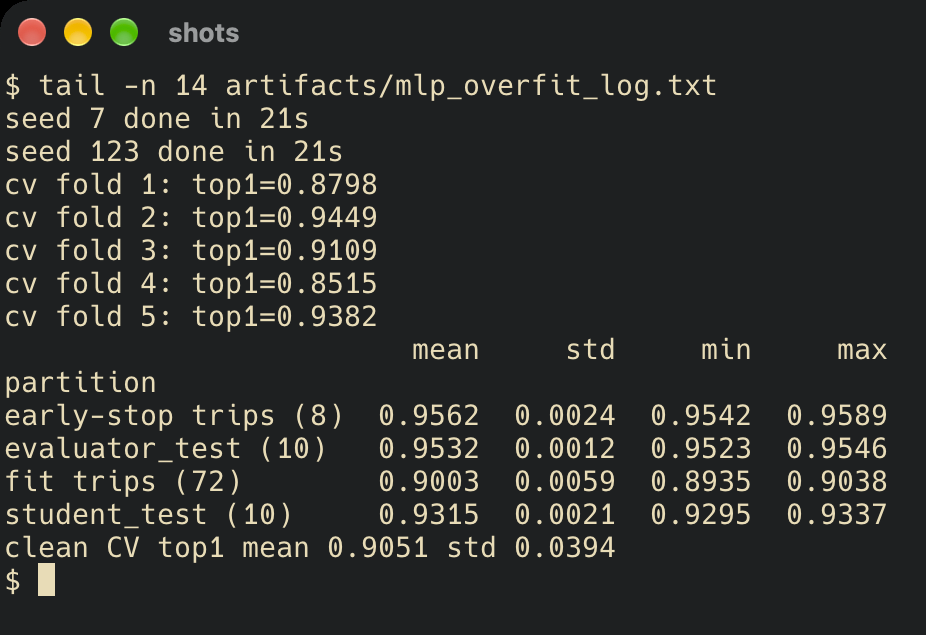 shots
$ tail -n 14 artifacts/mlp_overfit_log.txt
seed 7 done in 21s
seed 123 done in 21s
cv fold 1: top1=0.8798
cv fold 2: top1=0.9449
cv fold 3: top1=0.9109
cv fold 4: top1=0.8515
cv fold 5: top1=0.9382
                        mean     std     min     max
partition
early-stop trips (8)  0.9562  0.0024  0.9542  0.9589
evaluator_test (10)   0.9532  0.0012  0.9523  0.9546
fit trips (72)        0.9003  0.0059  0.8935  0.9038
student_test (10)     0.9315  0.0021  0.9295  0.9337
clean CV top1 mean 0.9051 std 0.0394
$